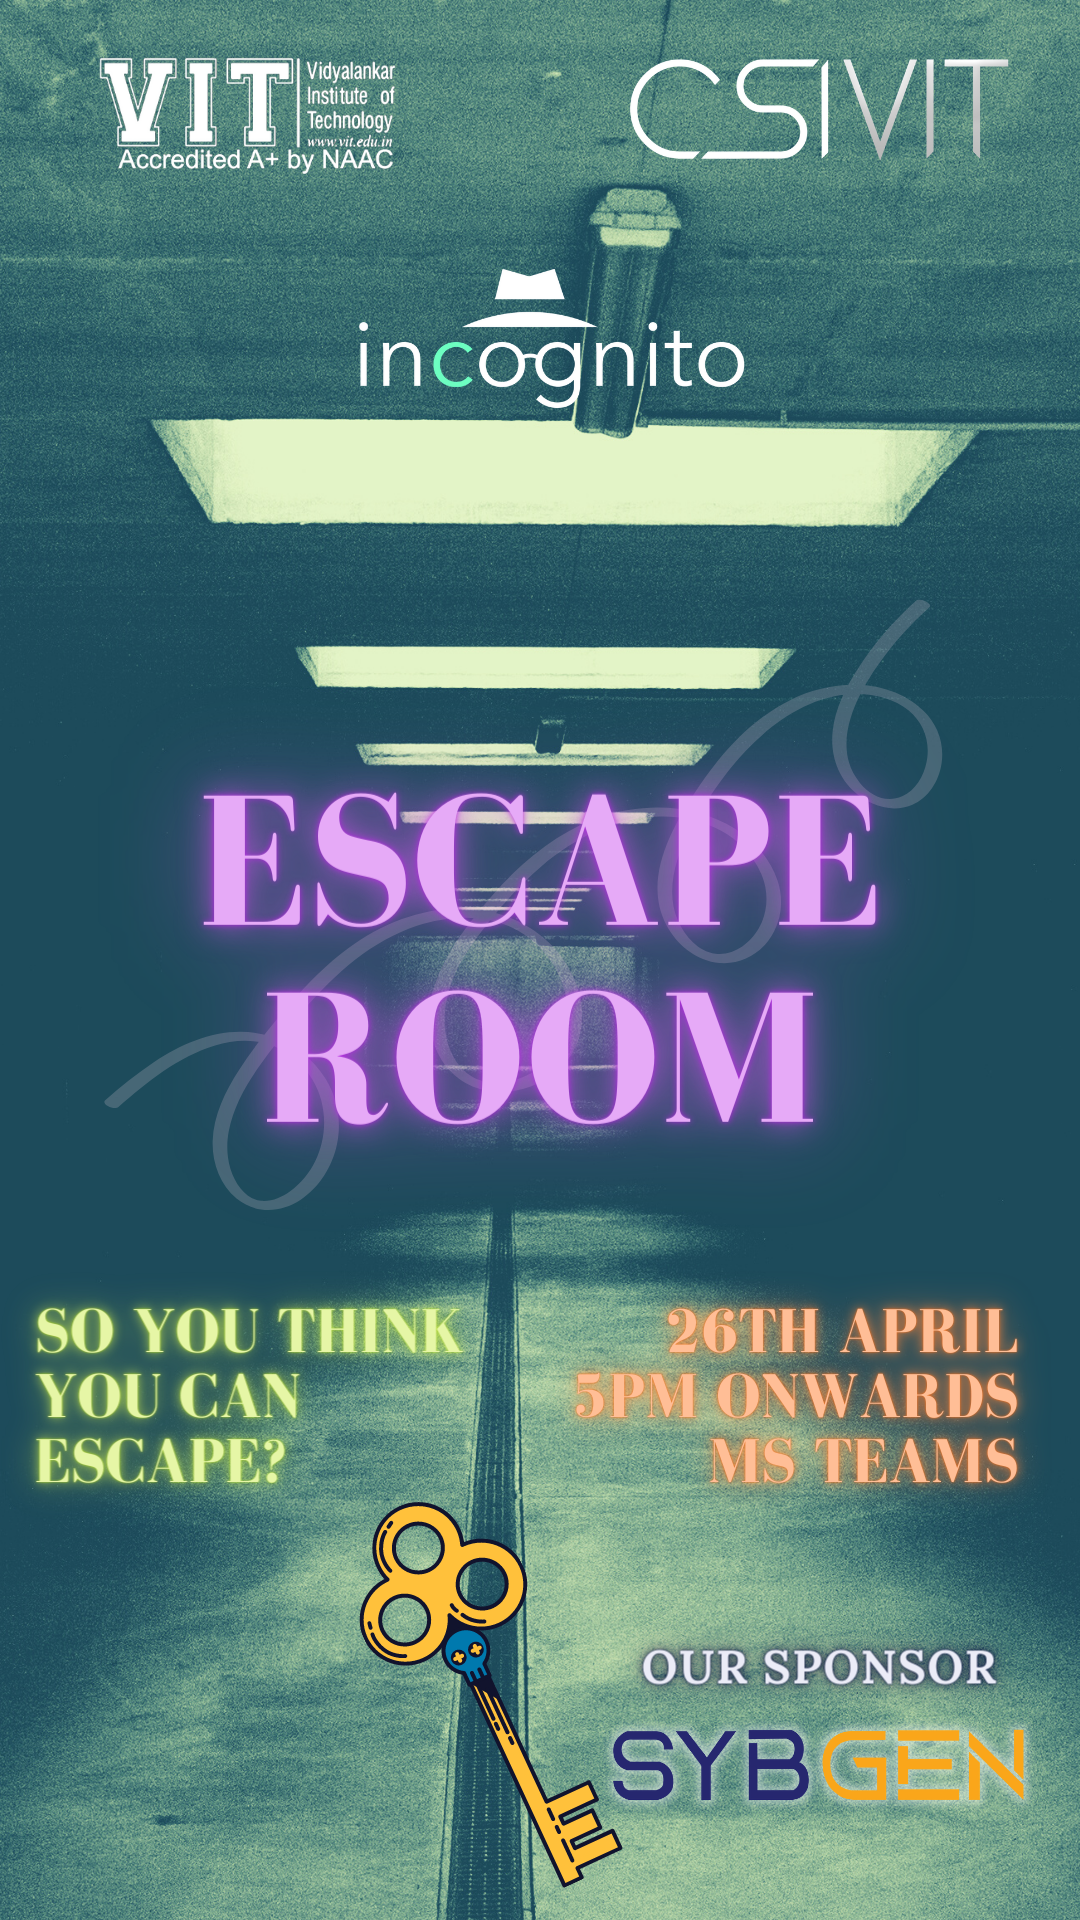 VIT
Vidyalankar
Institute of
Technology
www.vit.edu.in
Accredited A+ by NAAC
CSIVIT
incognito
ESCAPE
ROOM
SO YOU THINK
YOU CAN
ESCAPE?
26TH APRIL
5PM ONWARDS
MS TEAMS
OUR SPONSOR
SYBGEN